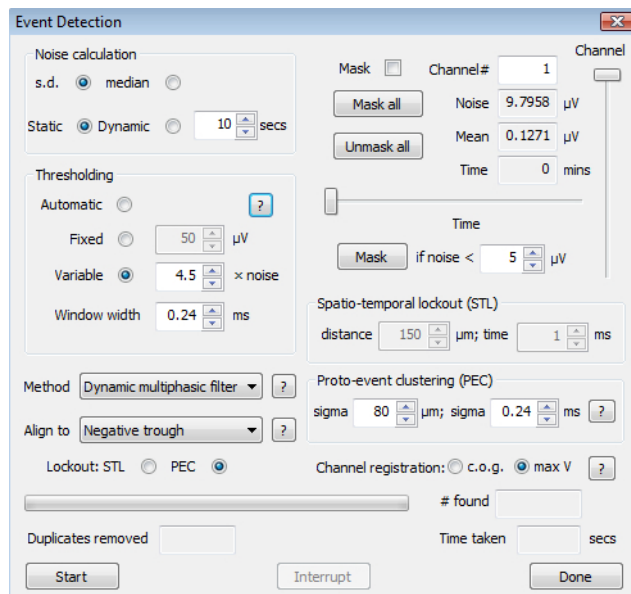 Event Detection
Noise calculation
s.d. median
Static Dynamic 10 secs
Thresholding
Automatic ?
Fixed 50 µV
Variable 4.5 × noise
Window width 0.24 ms
Method Dynamic multiphasic filter ?
Align to Negative trough ?
Lockout: STL PEC
Channel
Mask Channel# 1
Mask all Noise 9.7958 µV
Unmask all Mean 0.1271 µV
Time 0 mins
Time
Mask if noise < 5 µV
Spatio-temporal lockout (STL)
distance 150 µm; time 1 ms
Proto-event clustering (PEC)
sigma 80 µm; sigma 0.24 ms ?
Channel registration: c.o.g. max V ?
# found
Duplicates removed Time taken secs
Start Interrupt Done